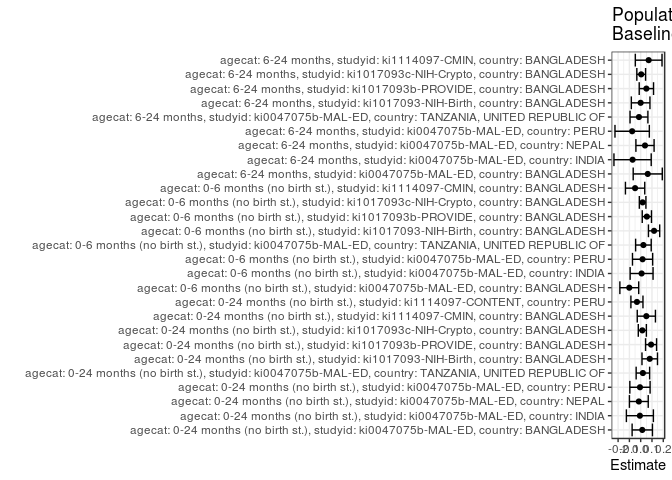 Populat
Baselin
agecat: 6-24 months, studyid: ki1114097-CMIN, country: BANGLADESH
agecat: 6-24 months, studyid: ki1017093c-NIH-Crypto, country: BANGLADESH
agecat: 6-24 months, studyid: ki1017093b-PROVIDE, country: BANGLADESH
agecat: 6-24 months, studyid: ki1017093-NIH-Birth, country: BANGLADESH
agecat: 6-24 months, studyid: ki0047075b-MAL-ED, country: TANZANIA, UNITED REPUBLIC OF
agecat: 6-24 months, studyid: ki0047075b-MAL-ED, country: PERU
agecat: 6-24 months, studyid: ki0047075b-MAL-ED, country: NEPAL
agecat: 6-24 months, studyid: ki0047075b-MAL-ED, country: INDIA
agecat: 6-24 months, studyid: ki0047075b-MAL-ED, country: BANGLADESH
agecat: 0-6 months (no birth st.), studyid: ki1114097-CMIN, country: BANGLADESH
agecat: 0-6 months (no birth st.), studyid: ki1017093c-NIH-Crypto, country: BANGLADESH
agecat: 0-6 months (no birth st.), studyid: ki1017093b-PROVIDE, country: BANGLADESH
agecat: 0-6 months (no birth st.), studyid: ki1017093-NIH-Birth, country: BANGLADESH
agecat: 0-6 months (no birth st.), studyid: ki0047075b-MAL-ED, country: TANZANIA, UNITED REPUBLIC OF
agecat: 0-6 months (no birth st.), studyid: ki0047075b-MAL-ED, country: PERU
agecat: 0-6 months (no birth st.), studyid: ki0047075b-MAL-ED, country: INDIA
agecat: 0-6 months (no birth st.), studyid: ki0047075b-MAL-ED, country: BANGLADESH
agecat: 0-24 months (no birth st.), studyid: ki1114097-CONTENT, country: PERU
agecat: 0-24 months (no birth st.), studyid: ki1114097-CMIN, country: BANGLADESH
agecat: 0-24 months (no birth st.), studyid: ki1017093c-NIH-Crypto, country: BANGLADESH
agecat: 0-24 months (no birth st.), studyid: ki1017093b-PROVIDE, country: BANGLADESH
agecat: 0-24 months (no birth st.), studyid: ki1017093-NIH-Birth, country: BANGLADESH
agecat: 0-24 months (no birth st.), studyid: ki0047075b-MAL-ED, country: TANZANIA, UNITED REPUBLIC OF
agecat: 0-24 months (no birth st.), studyid: ki0047075b-MAL-ED, country: PERU
agecat: 0-24 months (no birth st.), studyid: ki0047075b-MAL-ED, country: NEPAL
agecat: 0-24 months (no birth st.), studyid: ki0047075b-MAL-ED, country: INDIA
agecat: 0-24 months (no birth st.), studyid: ki0047075b-MAL-ED, country: BANGLADESH
Estimate